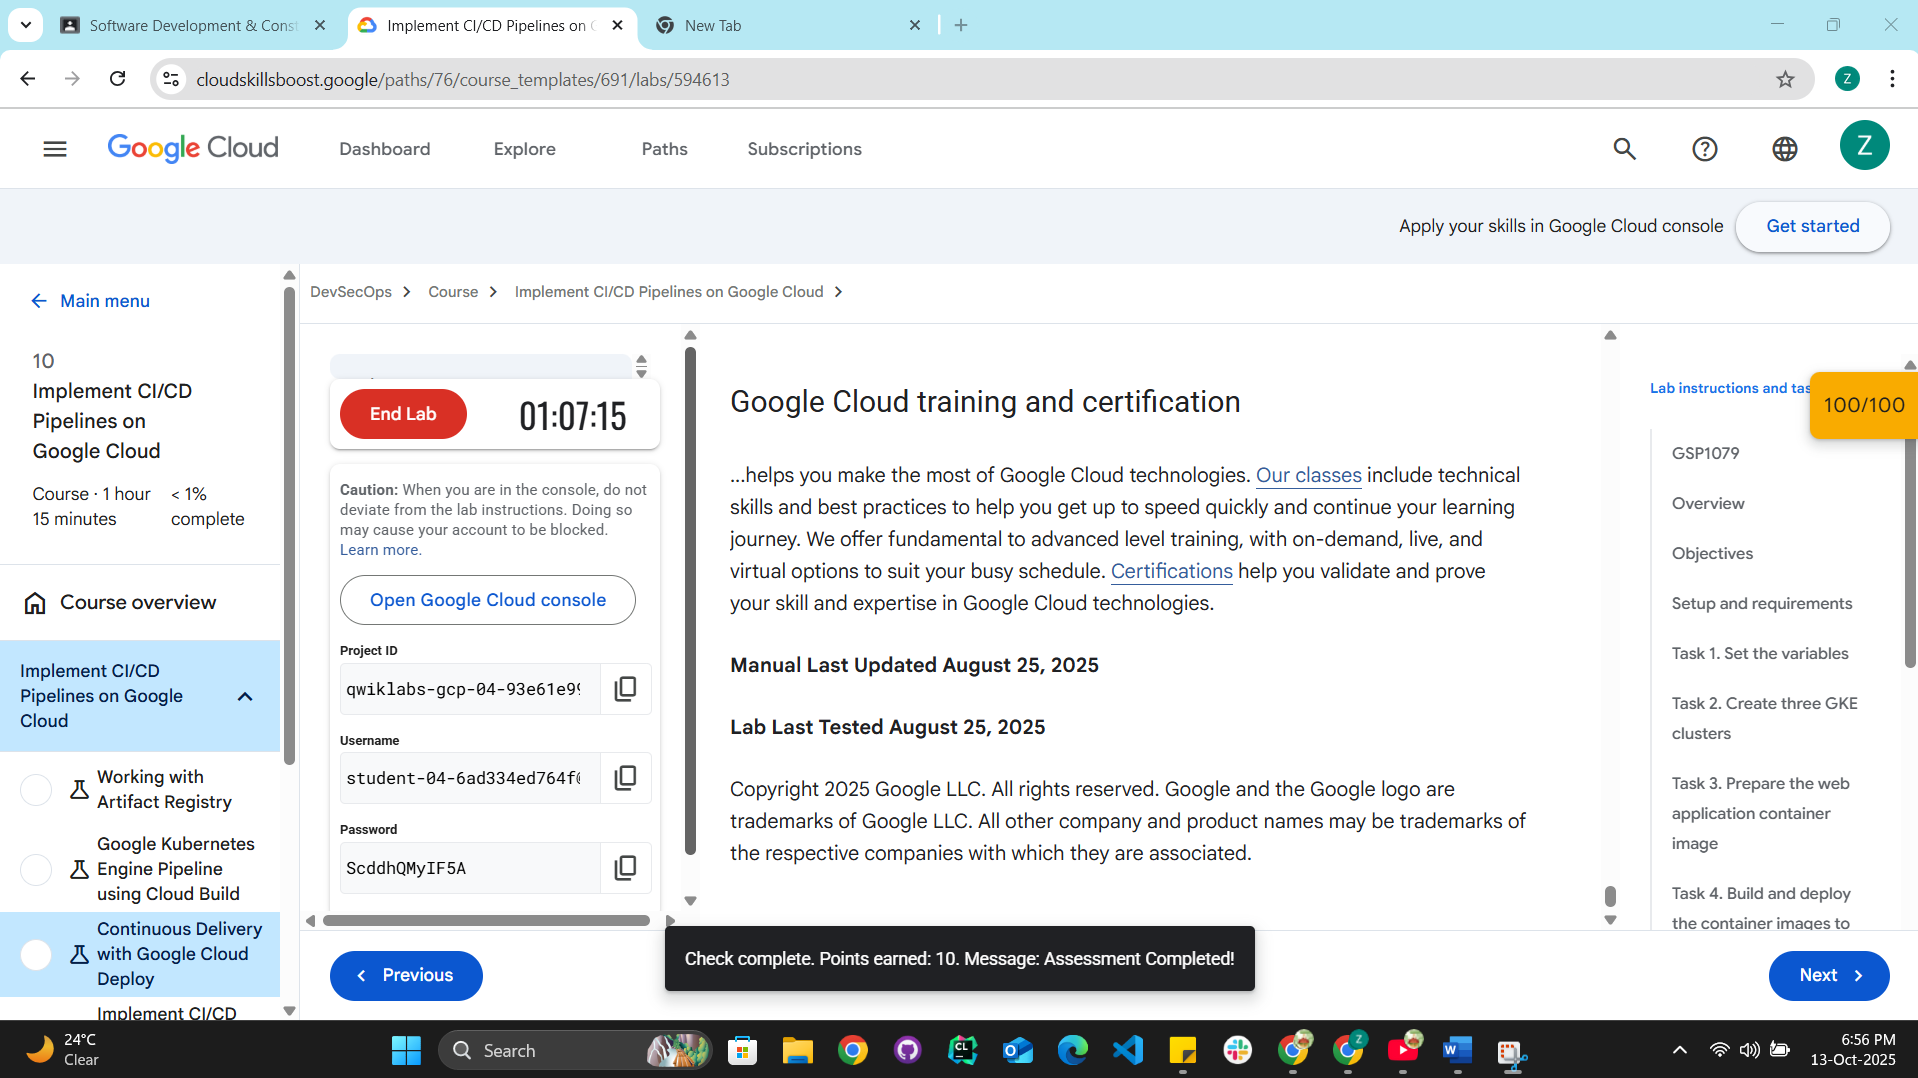 Software Development & Const
Implement CI/CD Pipelines on G
New Tab
cloudskillsboost.google/paths/76/course_templates/691/labs/594613
Z
Google Cloud
Dashboard
Explore
Paths
Subscriptions
Z
Apply your skills in Google Cloud console
Get started
Main menu
10
Implement CI/CD
Pipelines on
Google Cloud
Course · 1 hour
15 minutes
< 1%
complete
Course overview
Implement CI/CD
Pipelines on Google
Cloud
Working with
Artifact Registry
Google Kubernetes
Engine Pipeline
using Cloud Build
Continuous Delivery
with Google Cloud
Deploy
Implement CI/CD
DevSecOps
Course
Implement CI/CD Pipelines on Google Cloud
End Lab
01:07:15
Caution: When you are in the console, do not
deviate from the lab instructions. Doing so
may cause your account to be blocked.
Learn more.
Open Google Cloud console
Project ID
qwiklabs-gcp-04-93e61e99
Username
student-04-6ad334ed764f
Password
ScddhQMyIF5A
Google Cloud training and certification
...helps you make the most of Google Cloud technologies. Our classes include technical
skills and best practices to help you get up to speed quickly and continue your learning
journey. We offer fundamental to advanced level training, with on-demand, live, and
virtual options to suit your busy schedule. Certifications help you validate and prove
your skill and expertise in Google Cloud technologies.
Manual Last Updated August 25, 2025
Lab Last Tested August 25, 2025
Copyright 2025 Google LLC. All rights reserved. Google and the Google logo are
trademarks of Google LLC. All other company and product names may be trademarks of
the respective companies with which they are associated.
Lab instructions and tas
100/100
GSP1079
Overview
Objectives
Setup and requirements
Task 1. Set the variables
Task 2. Create three GKE
clusters
Task 3. Prepare the web
application container
image
Task 4. Build and deploy
the container images to
Previous
Check complete. Points earned: 10. Message: Assessment Completed!
Next
24°C
Clear
Search
6:56 PM
13-Oct-2025